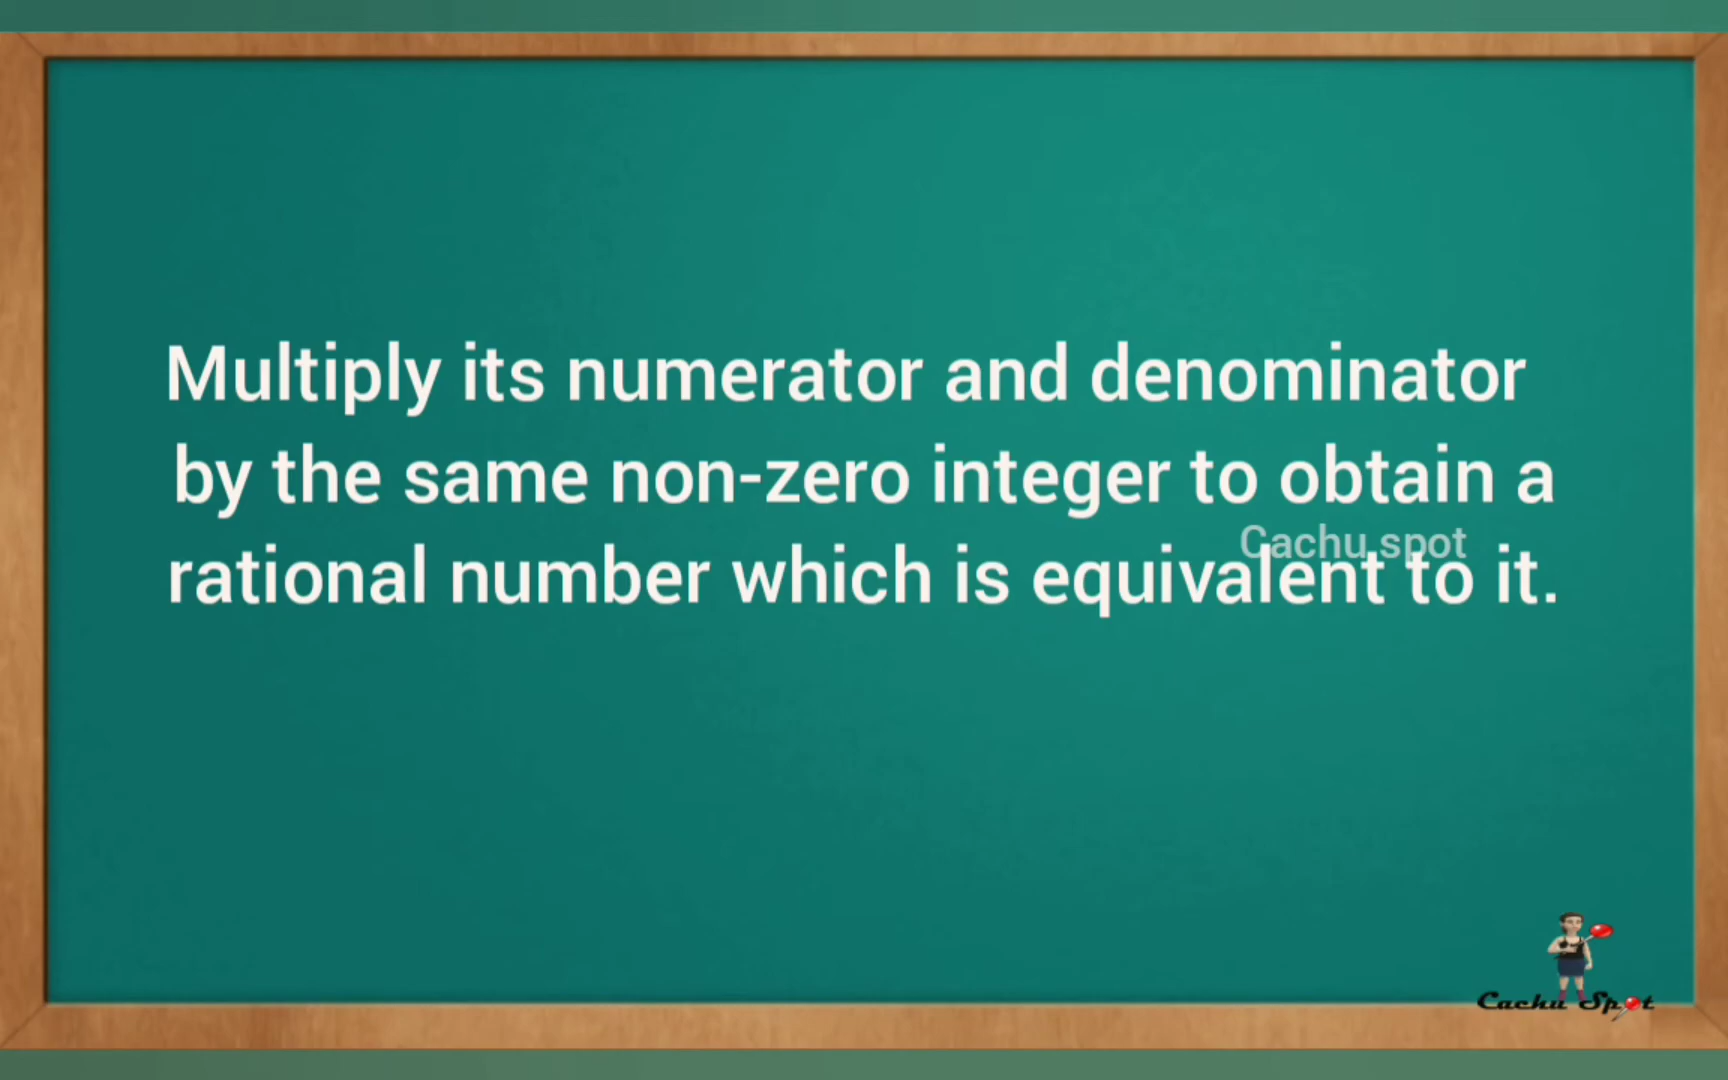 Multiply its numerator and denominator
by the same non-zero integer to obtain a
Cachu spot
rational number which is equivalent to it.
Cachu Spot